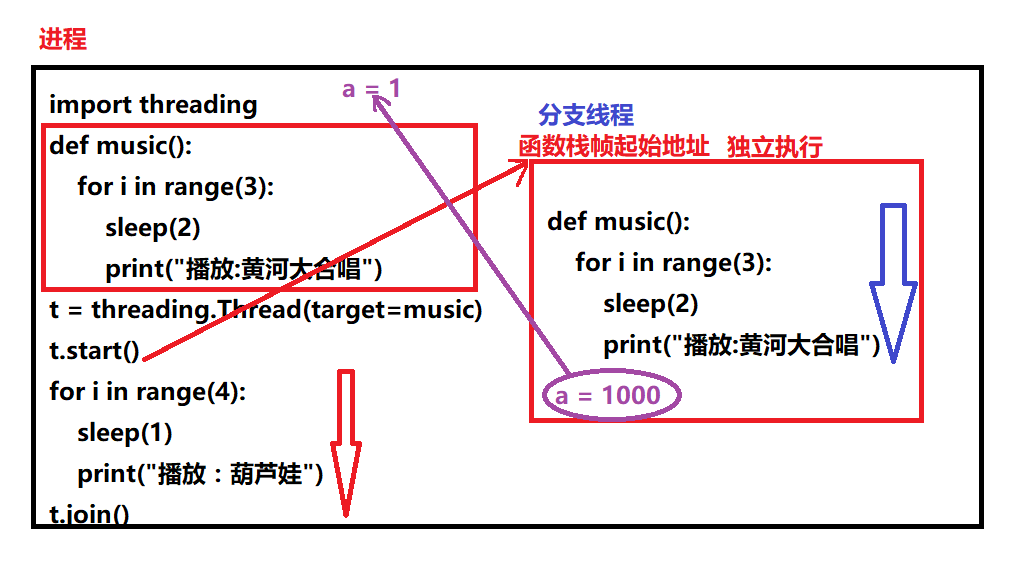 进程
a = 1
import threading
def music():
for i in range(3):
sleep(2)
print("播放:黄河大合唱")
t = threading.Thread(target=music)
t.start()
for i in range(4):
sleep(1)
print("播放：葫芦娃")
t.join()
分支线程
函数栈帧起始地址 独立执行
def music():
for i in range(3):
sleep(2)
print("播放:黄河大合唱")
a = 1000